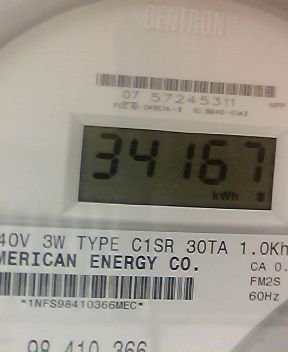 CENTRON
07 57245311 HPP
34167
kWh
40V 3W TYPE C1SR 30TA 1.0Kh
MERICAN ENERGY CO.
CA 0.
FM2S
*1NFS98410366MEC*
60Hz
98 410 366